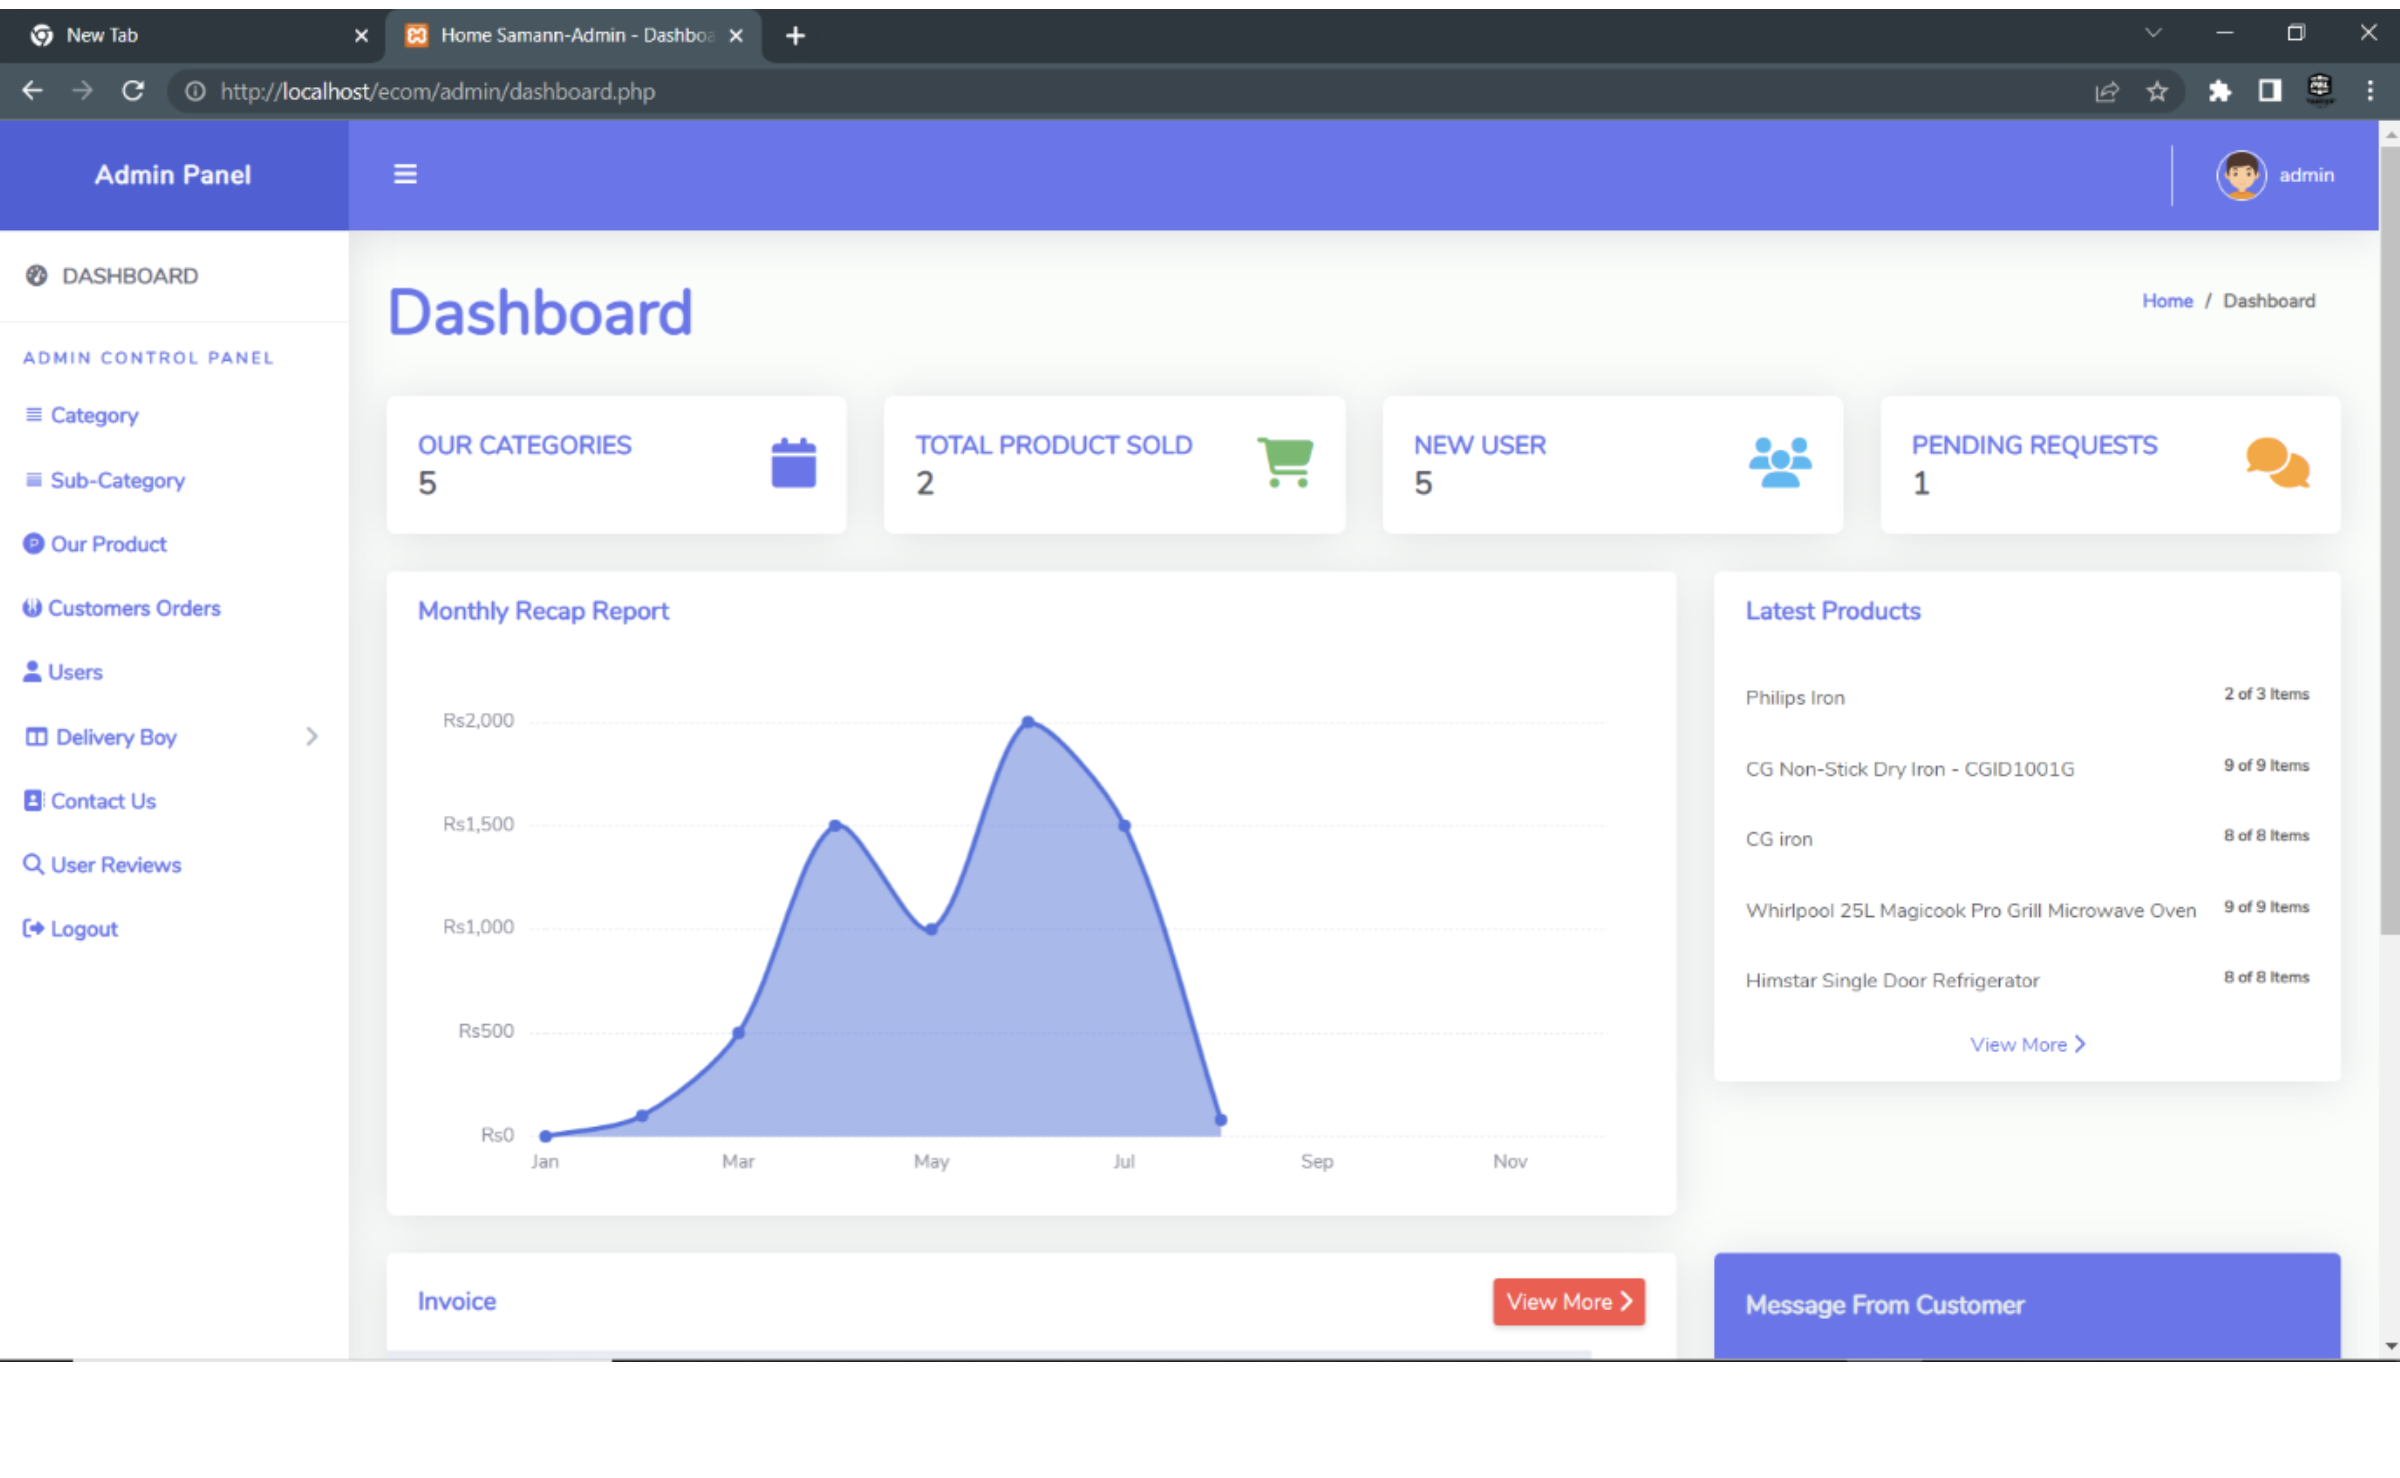 New Tab
Home Samann-Admin - Dashboa
http://localhost/ecom/admin/dashboard.php
Admin Panel
admin
DASHBOARD
ADMIN CONTROL PANEL
Category
Sub-Category
Our Product
Customers Orders
Users
Delivery Boy
Contact Us
User Reviews
Logout
Dashboard
Home / Dashboard
OUR CATEGORIES
5
TOTAL PRODUCT SOLD
2
NEW USER
5
PENDING REQUESTS
1
Monthly Recap Report
Rs2,000
Rs1,500
Rs1,000
Rs500
Rs0
Jan Mar May Jul Sep Nov
Latest Products
Philips Iron 2 of 3 Items
CG Non-Stick Dry Iron - CGID1001G 9 of 9 Items
CG iron 8 of 8 Items
Whirlpool 25L Magicook Pro Grill Microwave Oven 9 of 9 Items
Himstar Single Door Refrigerator 8 of 8 Items
View More
Invoice
View More
Message From Customer